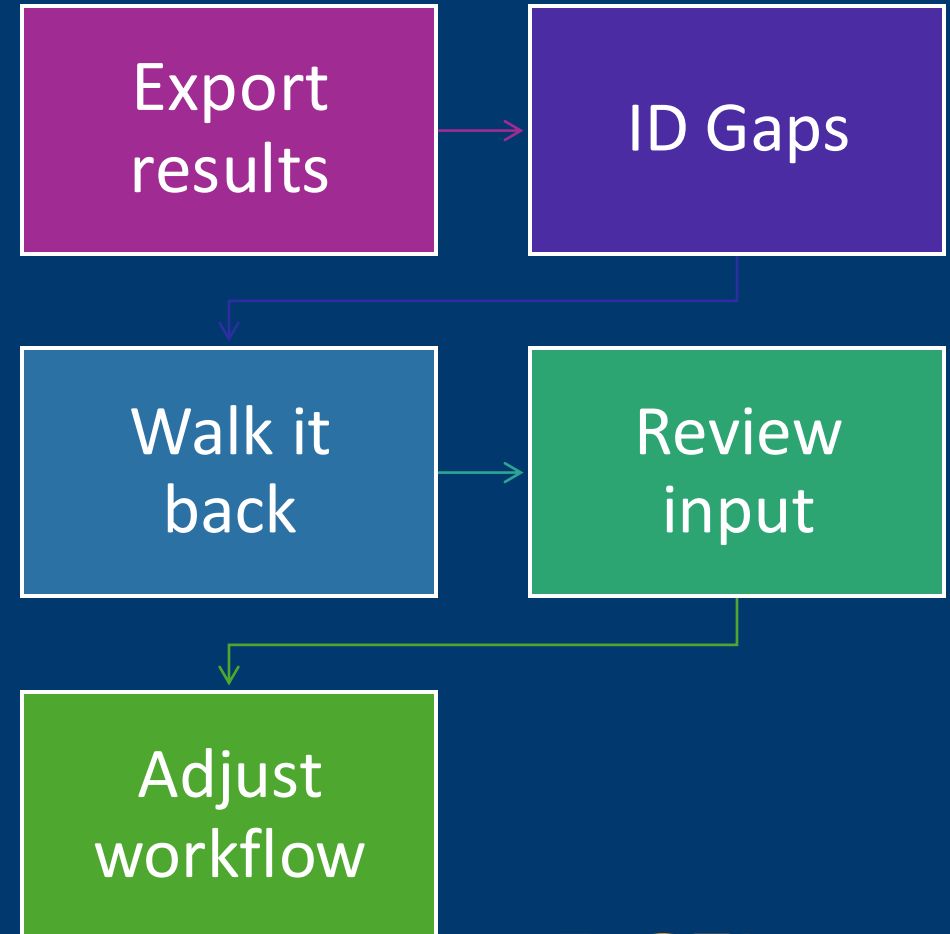 Export
results
ID Gaps
Walk it
back
Review
input
Adjust
workflow